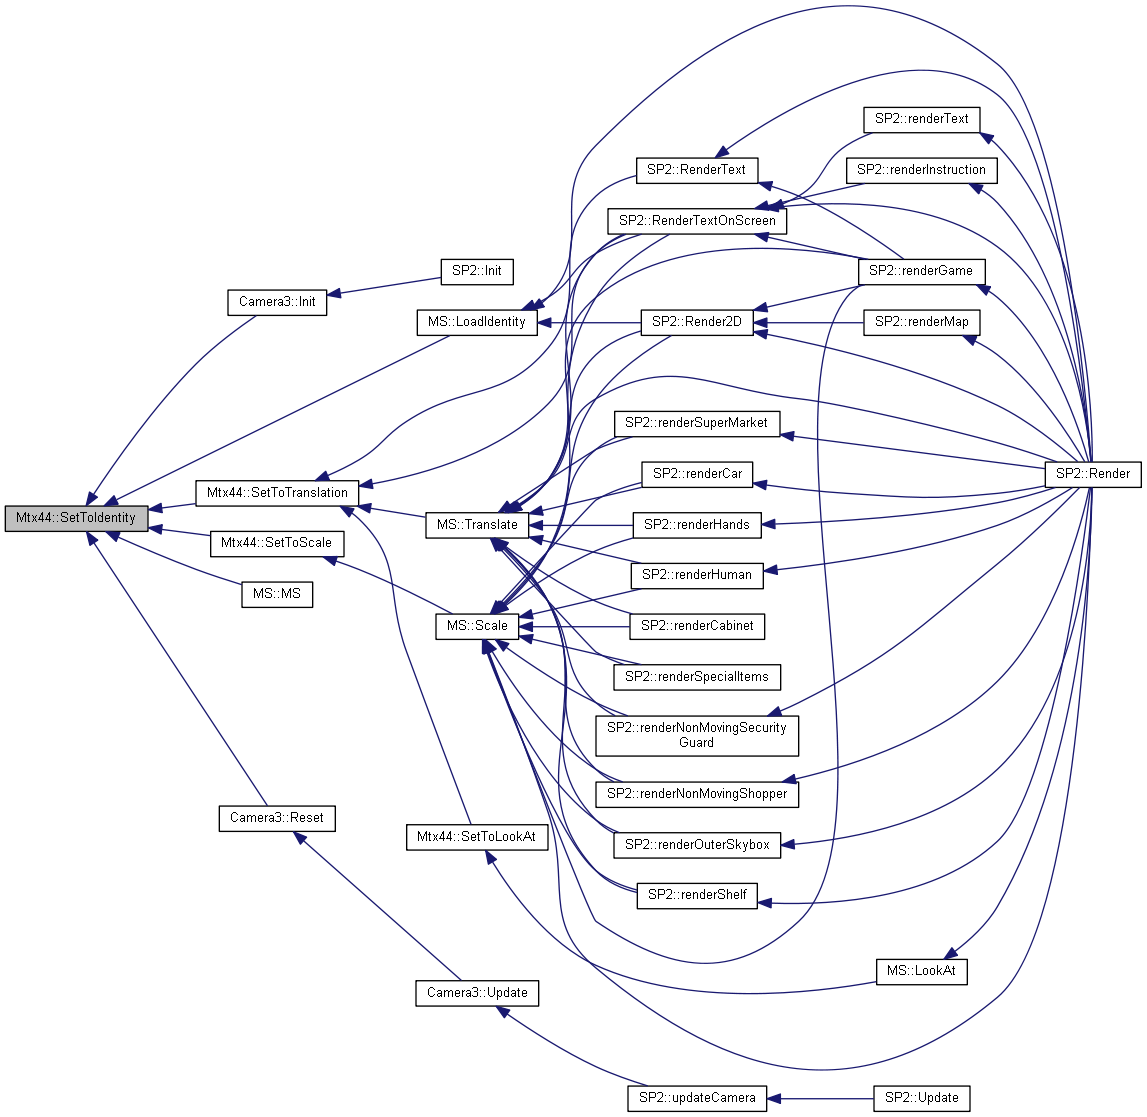 SP2::renderText
SP2::RenderText
SP2::renderInstruction
SP2::RenderTextOnScreen
SP2::Init
SP2::renderGame
Camera3::Init
MS::LoadIdentity
SP2::Render2D
SP2::renderMap
SP2::renderSuperMarket
SP2::renderCar
SP2::Render
Mtx44::SetToTranslation
Mtx44::SetToIdentity
MS::Translate
SP2::renderHands
Mtx44::SetToScale
SP2::renderHuman
MS::MS
MS::Scale
SP2::renderCabinet
SP2::renderSpecialItems
SP2::renderNonMovingSecurity
Guard
SP2::renderNonMovingShopper
Camera3::Reset
Mtx44::SetToLookAt
SP2::renderOuterSkybox
SP2::renderShelf
MS::LookAt
Camera3::Update
SP2::updateCamera
SP2::Update